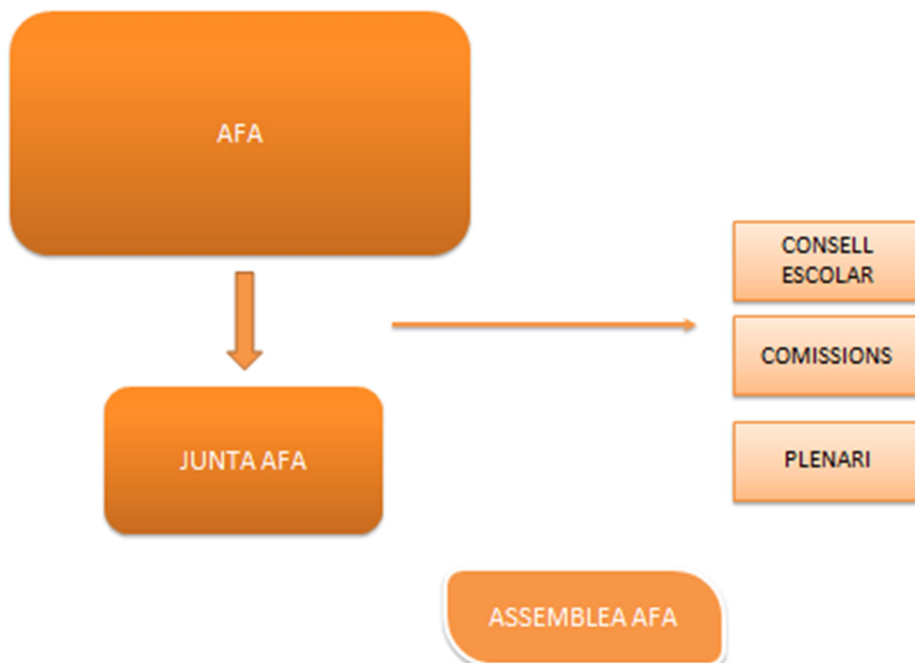 AFA
CONSELL
ESCOLAR
COMISSIONS
JUNTA AFA
PLENARI
ASSEMBLEA AFA